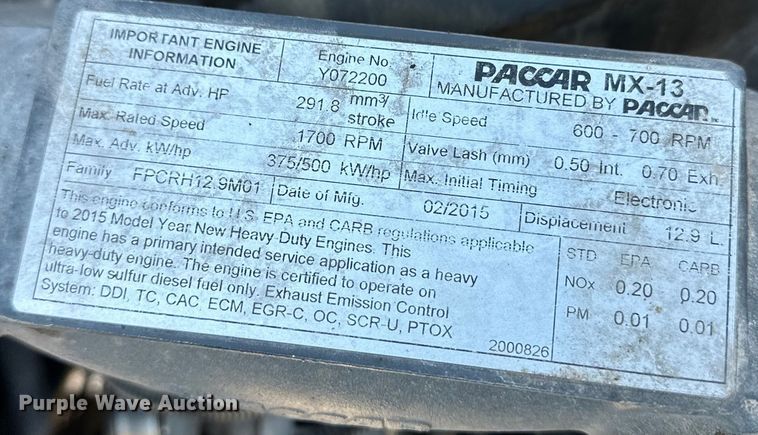 IMPORTANT ENGINE
INFORMATION
Engine No.
Y072200
PACCAR MX-13
MANUFACTURED BY PACCAR INC
Fuel Rate at Adv. HP 291.8 mm³/
stroke
Idle Speed 600 - 700 RPM
Max. Rated Speed 1700 RPM
Valve Lash (mm) 0.50 Int. 0.70 Exh.
Max. Adv. kW/hp 375/500 kW/hp
Max. Initial Timing Electronic
Family FPCRH12.9M01
Date of Mfg. 02/2015
Displacement 12.9 L.
This engine conforms to U.S. EPA and CARB regulations applicable
to 2015 Model Year New Heavy-Duty Engines. This
engine has a primary intended service application as a heavy
heavy-duty engine. The engine is certified to operate on
ultra-low sulfur diesel fuel only. Exhaust Emission Control
System: DDI, TC, CAC, ECM, EGR-C, OC, SCR-U, PTOX
2000826
STD EPA CARB
NOx 0.20 0.20
PM 0.01 0.01
Purple Wave Auction